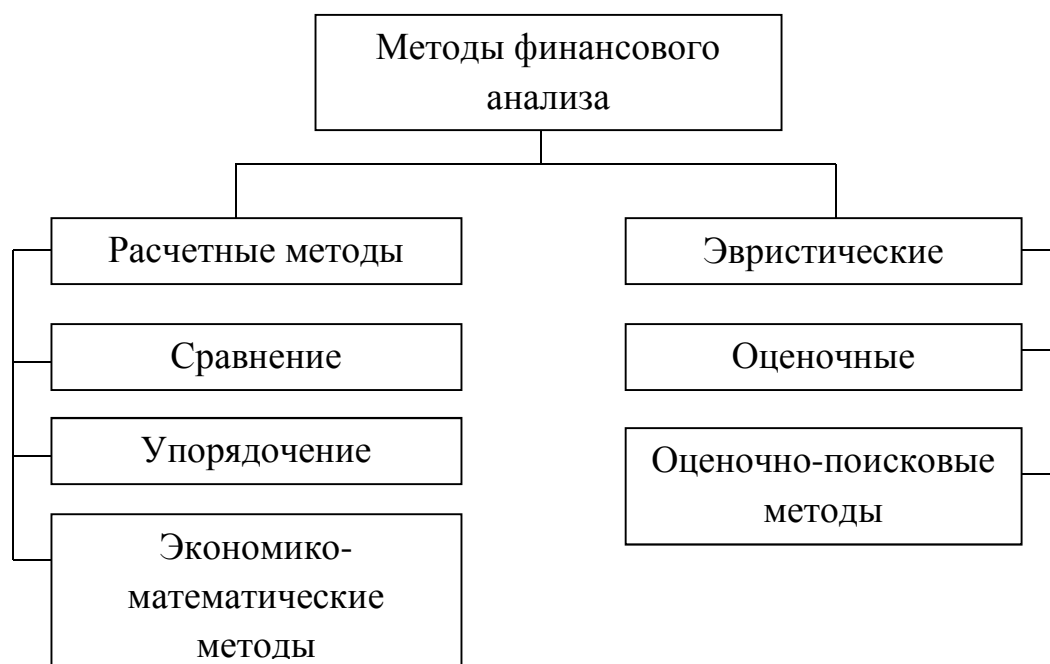 Методы финансового
анализа
Расчетные методы
Эвристические
Сравнение
Оценочные
Упорядочение
Оценочно-поисковые
методы
Экономико-
математические
методы